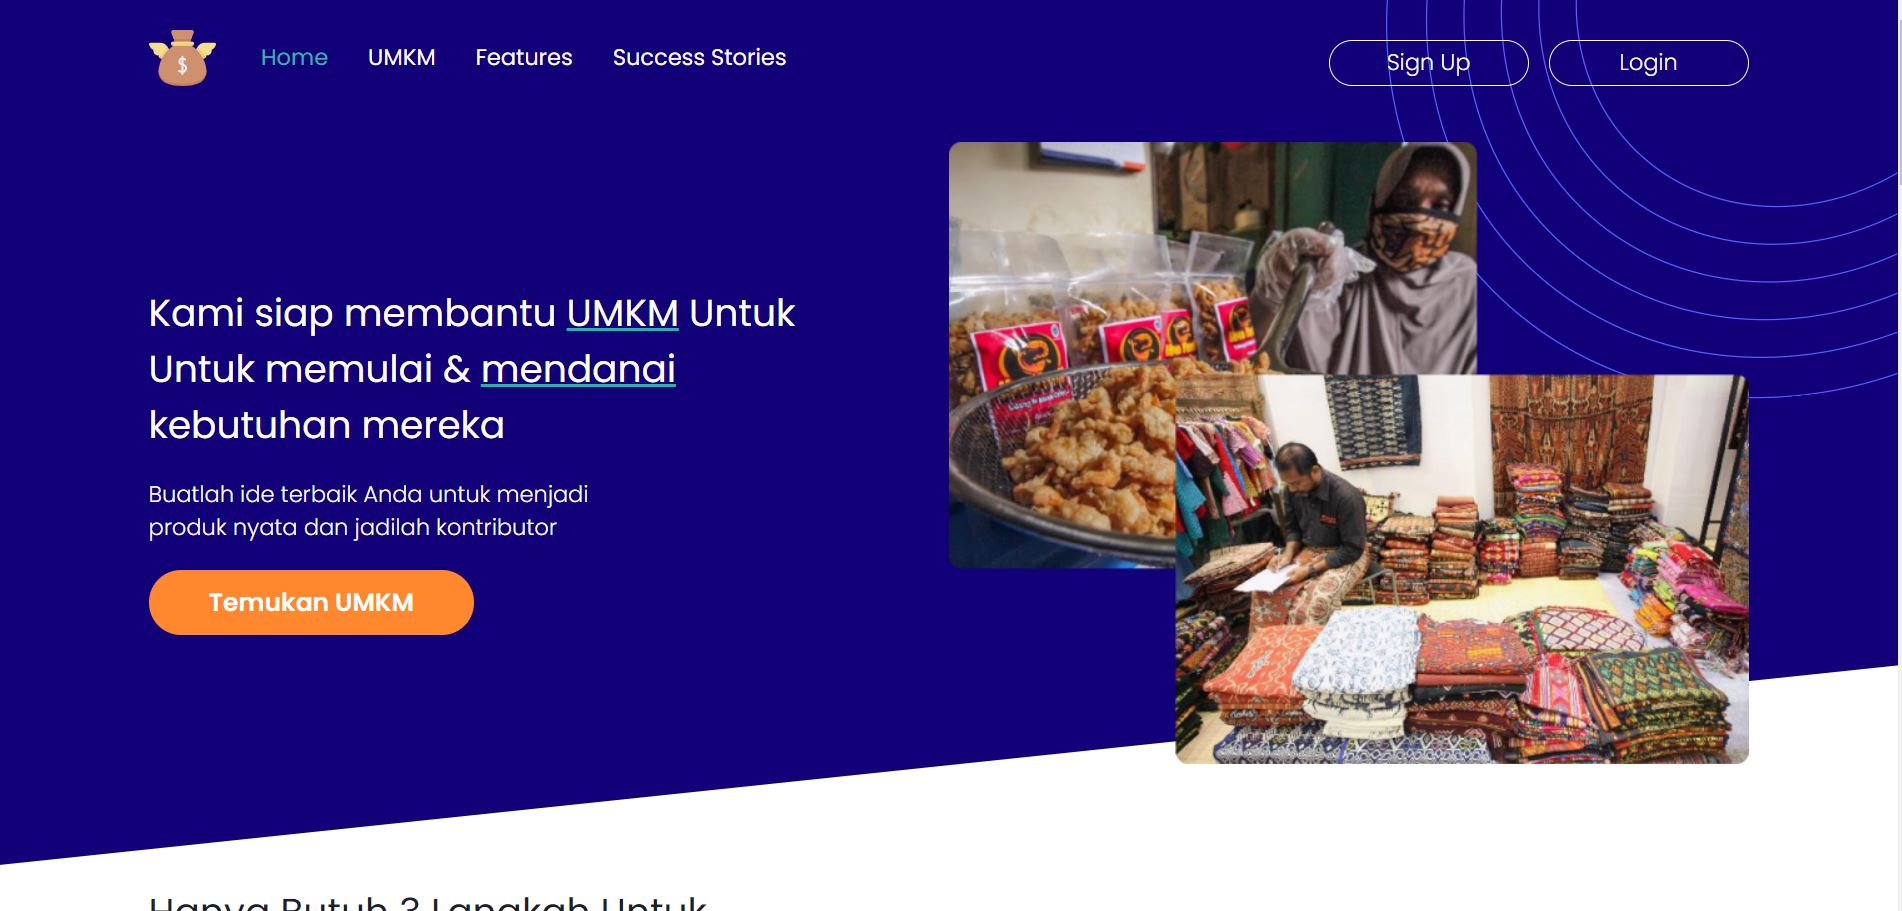 $
Home UMKM Features Success Stories
Sign Up Login
Kami siap membantu UMKM Untuk
Untuk memulai & mendanai
kebutuhan mereka
Buatlah ide terbaik Anda untuk menjadi
produk nyata dan jadilah kontributor
Temukan UMKM
Hanya Butuh 3 Langkah Untuk